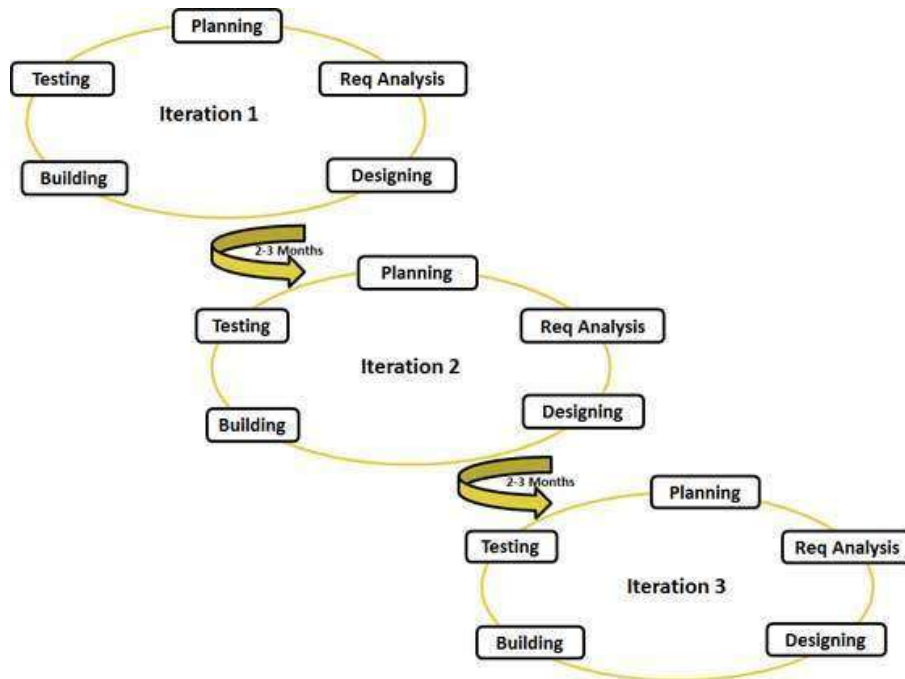 Planning
Testing
Req Analysis
Iteration 1
Building
Designing
2-3 Months
Planning
Testing
Req Analysis
Iteration 2
Building
Designing
2-3 Months
Planning
Testing
Req Analysis
Iteration 3
Building
Designing